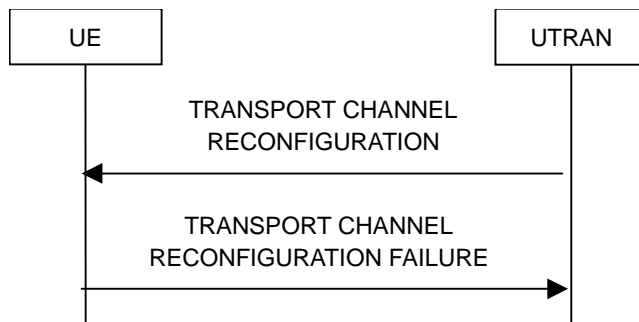 UE
UTRAN
TRANSPORT CHANNEL
RECONFIGURATION
TRANSPORT CHANNEL
RECONFIGURATION FAILURE